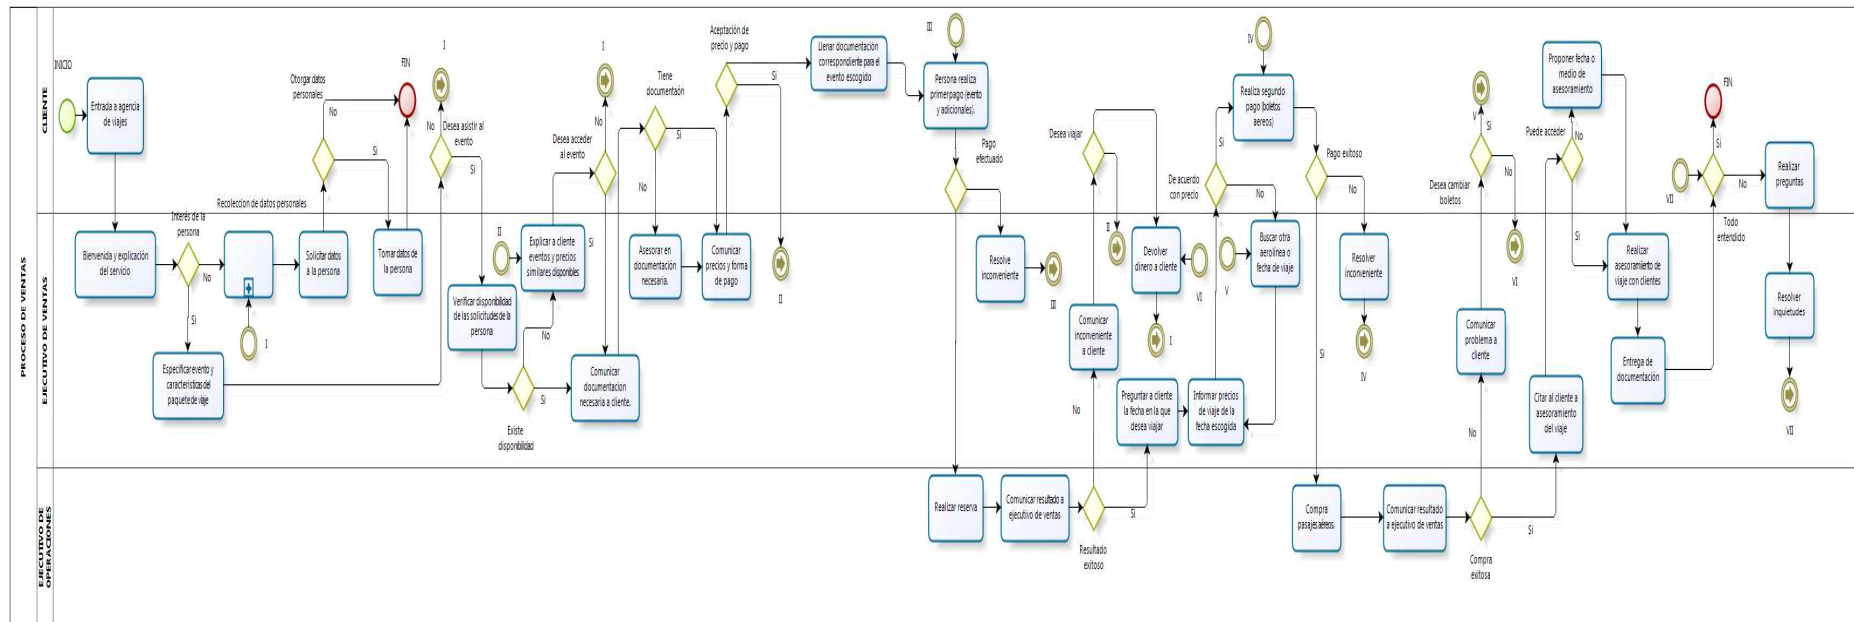 PROCESO DE VENTAS
CLIENTE
INICIO
Entrada a agencia
de viajes
Otorgar datos
personales
No
Si
FIN
I
No
Desea asistir al
evento
Si
I
No
Desea acceder
al evento
Si
Tiene
documentaón
No
Si
Aceptación de
precio y pago
Si
Llenar documentación
correspondiente para el
evento escogido
III
Persona realiza
primer pago (evento
y adicionales).
Pago
efectuado
No
Desea viajar
II
No
IV
Realiza segundo
pago (boletos
aereos)
Si
De acuerdo
con precio
No
Pago exitoso
No
Si
V
Si
Desea cambiar
boletos
No
VI
Proponer fecha o
medio de
asesoramiento
Puede acceder
No
Si
FIN
Si
VII
No
Todo
entendido
Realizar
preguntas
EJECUTIVO DE VENTAS
Bienvenida y explicación
del servicio
Interés de la
persona
No
Si
Recoleccion de datos personales
I
Solicitar datos
a la persona
Tomar datos de
la persona
Especificar evento y
características del
paquete de viaje
Verificar disponibilidad
de las solicitudes de la
persona
II
Explicar a cliente
eventos y precios
similares disponibles
No
Si
Existe
disponibilidad
Comunicar
documentacion
necesaria a cliente.
Asesorar en
documentación
necesaria.
Comunicar
precios y forma
de pago
II
Resolve
inconveniente
III
Comunicar
inconveniente
a cliente
No
Devolver
dinero a cliente
VI
I
Preguntar a cliente
la fecha en la que
desea viajar
Informar precios
de viaje de la
fecha escogida
V
Buscar otra
aerolinea o
fecha de viaje
Resolver
inconveniente
IV
Comunicar
problema a
cliente
No
Citar al cliente a
asesoramiento
del viaje
Realizar
asesoramiento de
viaje con clientes
Entrega de
documentación
Resolver
inquietudes
VII
EJECUTIVO DE
OPERACIONES
Realizar reserva
Comunicar resultado a
ejecutivo de ventas
Si
Resultado
exitoso
Compra
pasajes aéreos.
Comunicar resultado
a ejecutivo de ventas
Si
Compra
exitosa